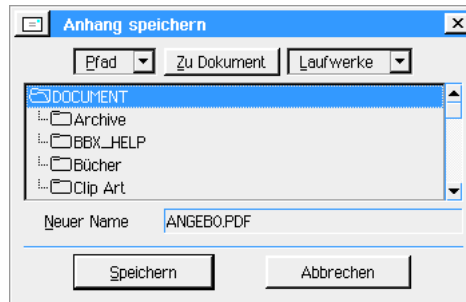 Anhang speichern
Pfad Zu Dokument Laufwerke
DOCUMENT
Archive
BBX_HELP
Bücher
Clip Art
Neuer Name ANGEBO.PDF
Speichern Abbrechen